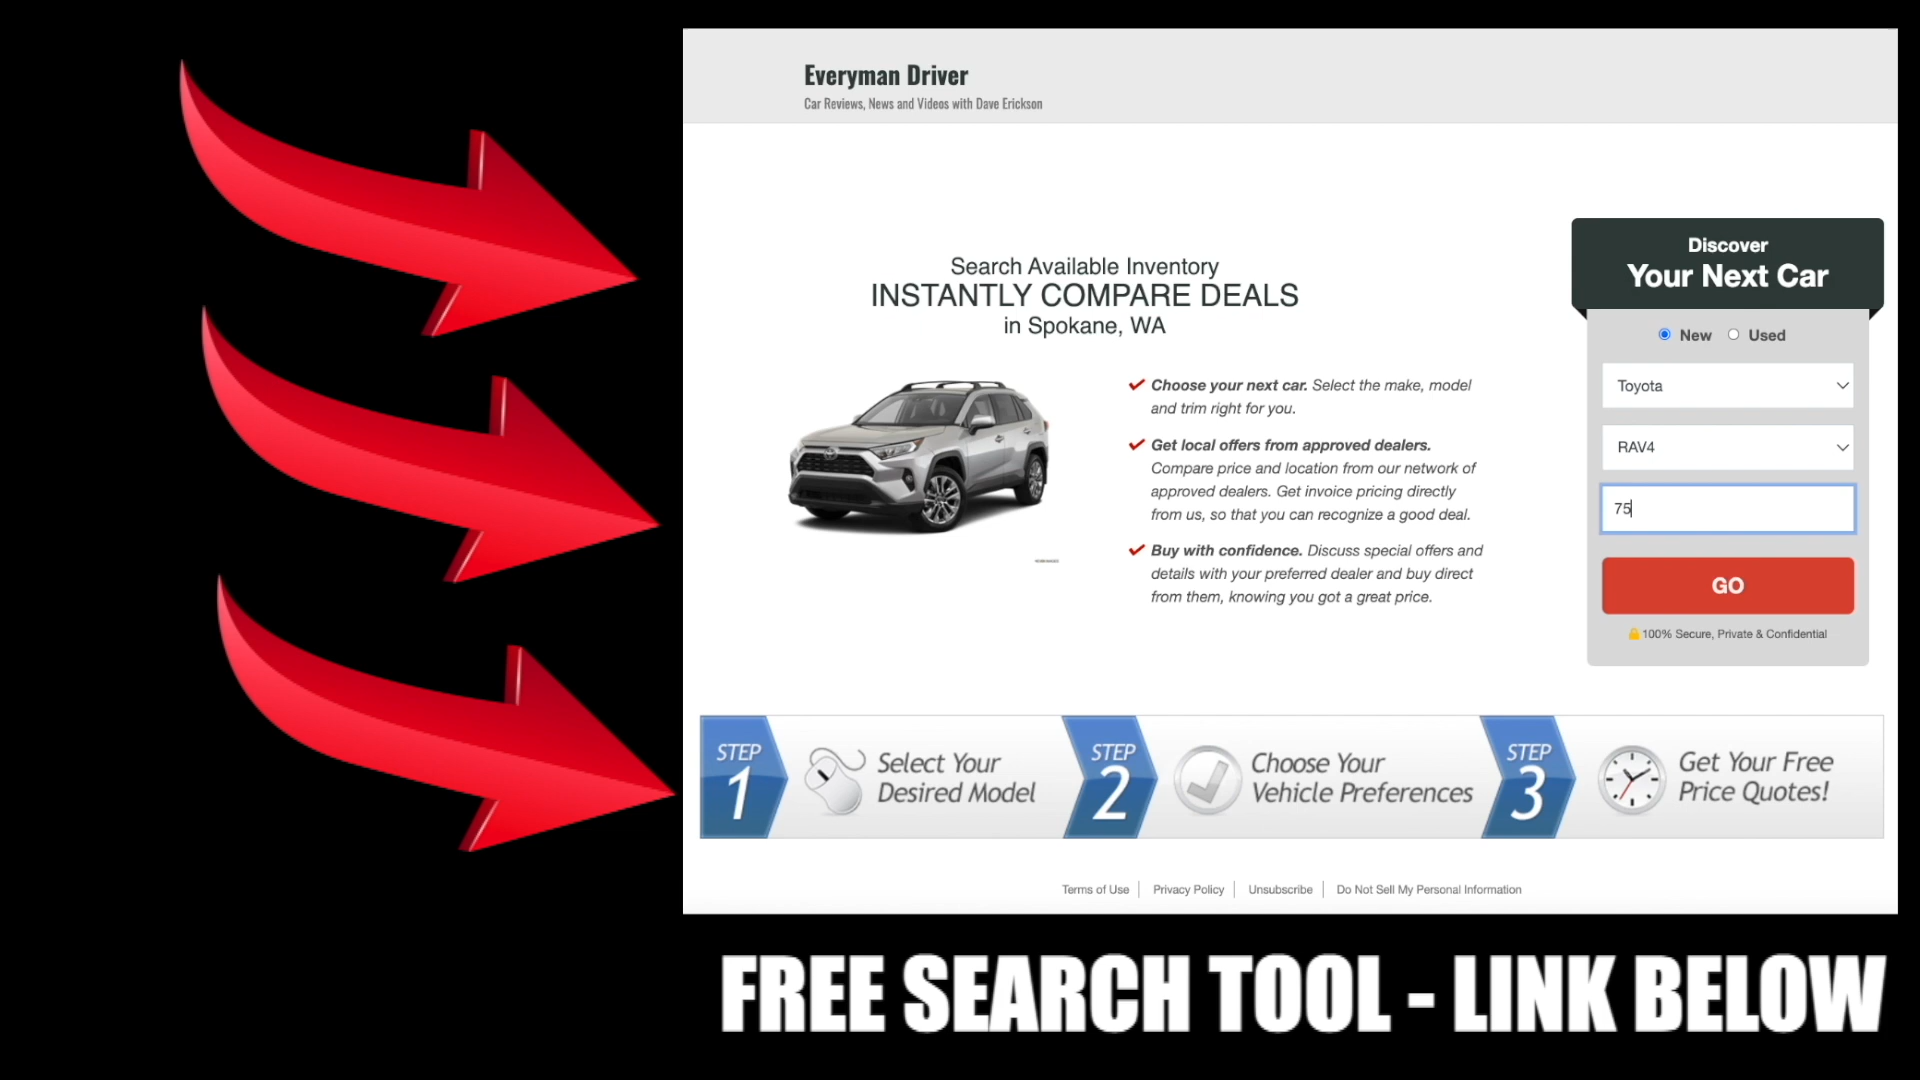 Everyman Driver
Car Reviews, News and Videos with Dave Erickson
Search Available Inventory
INSTANTLY COMPARE DEALS
in Spokane, WA
Choose your next car. Select the make, model
and trim right for you.
Get local offers from approved dealers.
Compare price and location from our network of
approved dealers. Get invoice pricing directly
from us, so that you can recognize a good deal.
Buy with confidence. Discuss special offers and
details with your preferred dealer and buy direct
from them, knowing you got a great price.
Discover
Your Next Car
New Used
Toyota
RAV4
75
GO
100% Secure, Private & Confidential
STEP
1
Select Your
Desired Model
STEP
2
Choose Your
Vehicle Preferences
STEP
3
Get Your Free
Price Quotes!
Terms of Use
Privacy Policy
Unsubscribe
Do Not Sell My Personal Information
FREE SEARCH TOOL - LINK BELOW